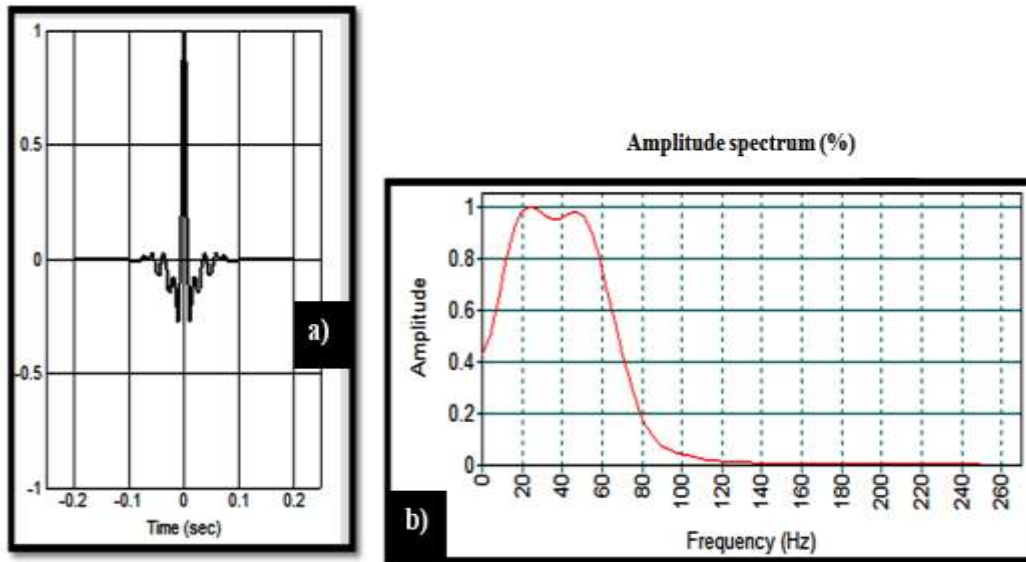 1
0.5
0
-0.5
-1
-0.2 -0.1 0 0.1 0.2
Time (sec)
a)
Amplitude spectrum (%)
1
0.8
0.6
0.4
0.2
0
Amplitude
0 20 40 60 80 100 120 140 160 180 200 220 240 260
Frequency (Hz)
b)